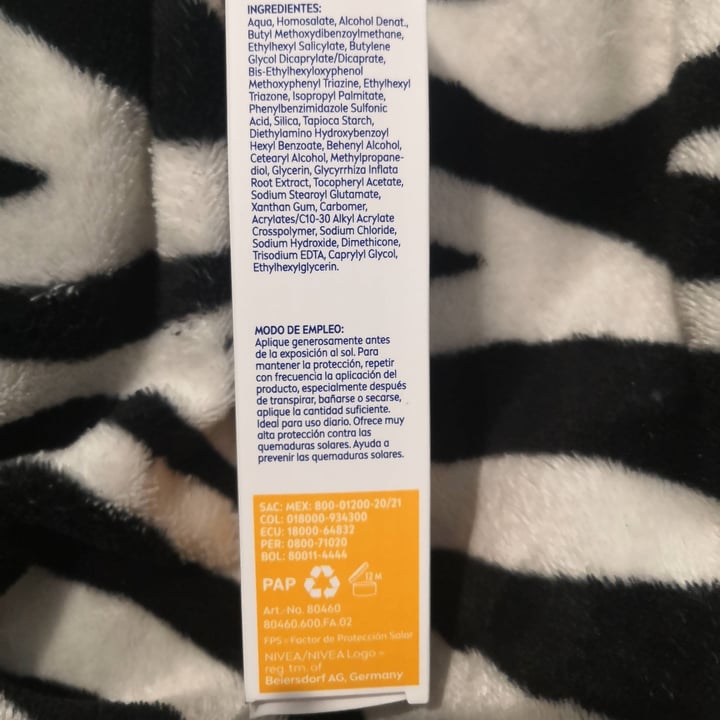 INGREDIENTES:
Aqua, Homosalate, Alcohol Denat.,
Butyl Methoxydibenzoylmethane,
Ethylhexyl Salicylate, Butylene
Glycol Dicaprylate/Dicaprate,
Bis-Ethylhexyloxyphenol
Methoxyphenyl Triazine, Ethylhexyl
Triazone, Isopropyl Palmitate,
Phenylbenzimidazole Sulfonic
Acid, Silica, Tapioca Starch,
Diethylamino Hydroxybenzoyl
Hexyl Benzoate, Behenyl Alcohol,
Cetearyl Alcohol, Methylpropane-
diol, Glycerin, Glycyrrhiza Inflata
Root Extract, Tocopheryl Acetate,
Sodium Stearoyl Glutamate,
Xanthan Gum, Carbomer,
Acrylates/C10-30 Alkyl Acrylate
Crosspolymer, Sodium Chloride,
Sodium Hydroxide, Dimethicone,
Trisodium EDTA, Caprylyl Glycol,
Ethylhexylglycerin.
MODO DE EMPLEO:
Aplique generosamente antes
de la exposición al sol. Para
mantener la protección, repetir
con frecuencia la aplicación del
producto, especialmente después
de transpirar, bañarse o secarse,
aplique la cantidad suficiente.
Ideal para uso diario. Ofrece muy
alta protección contra las
quemaduras solares. Ayuda a
prevenir las quemaduras solares.
SAC: MEX: 800-01200-20/21
COL: 018000-934300
ECU: 18000-64832
PER: 0800-71020
BOL: 80011-4444
PAP 12 M
Art.-No. 80460
80460.600.FA.02
FPS = Factor de Protección Solar
NIVEA/NIVEA Logo =
reg. tm. of
Beiersdorf AG, Germany